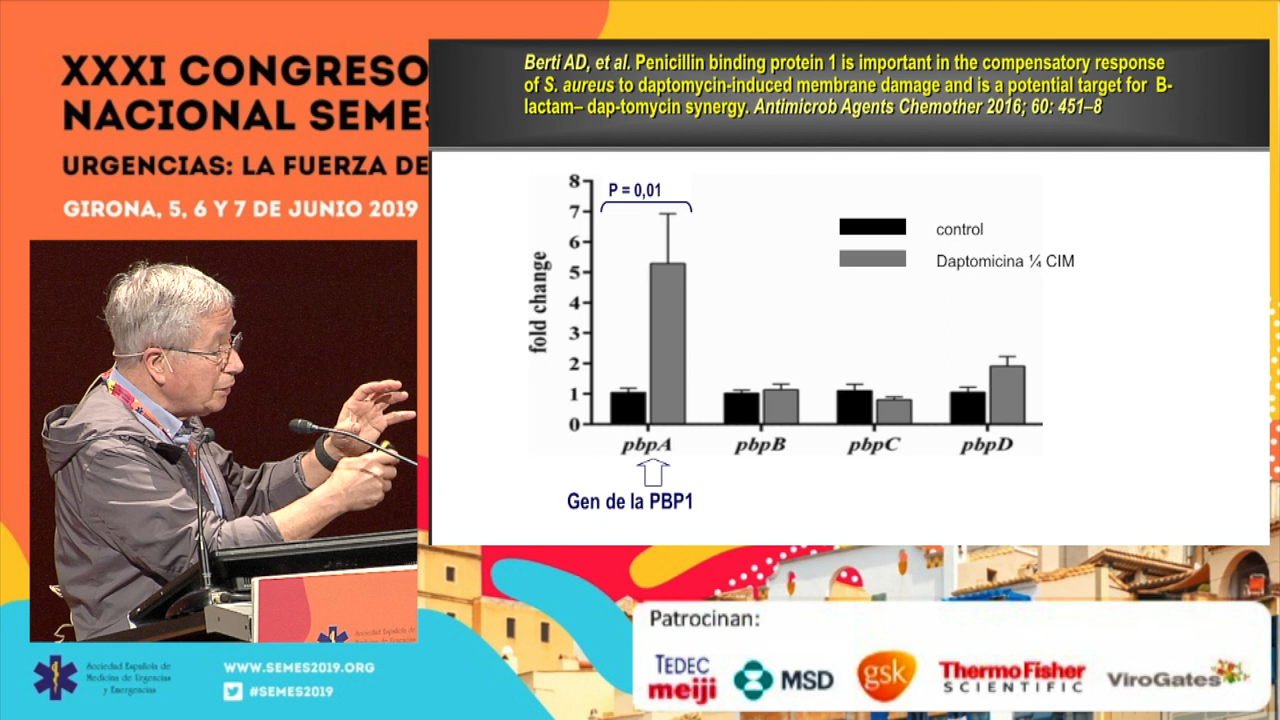 XXXI CONGRESO
NACIONAL SEMES
URGENCIAS: LA FUERZA DE
GIRONA, 5, 6 Y 7 DE JUNIO 2019
Berti AD, et al. Penicillin binding protein 1 is important in the compensatory response
of S. aureus to daptomycin-induced membrane damage and is a potential target for B-
lactam– dap-tomycin synergy. Antimicrob Agents Chemother 2016; 60: 451–8
P = 0,01
fold change
8
7
6
5
4
3
2
1
0
control
Daptomicina ¼ CIM
pbpA
pbpB
pbpC
pbpD
Gen de la PBP1
Sociedad Española de
Sociedad Española de
Medicina de Urgencias
y Emergencias
WWW.SEMES2019.ORG
#SEMES2019
Patrocinan:
TEDEC
meiji
MSD
gsk
ThermoFisher
SCIENTIFIC
ViroGates